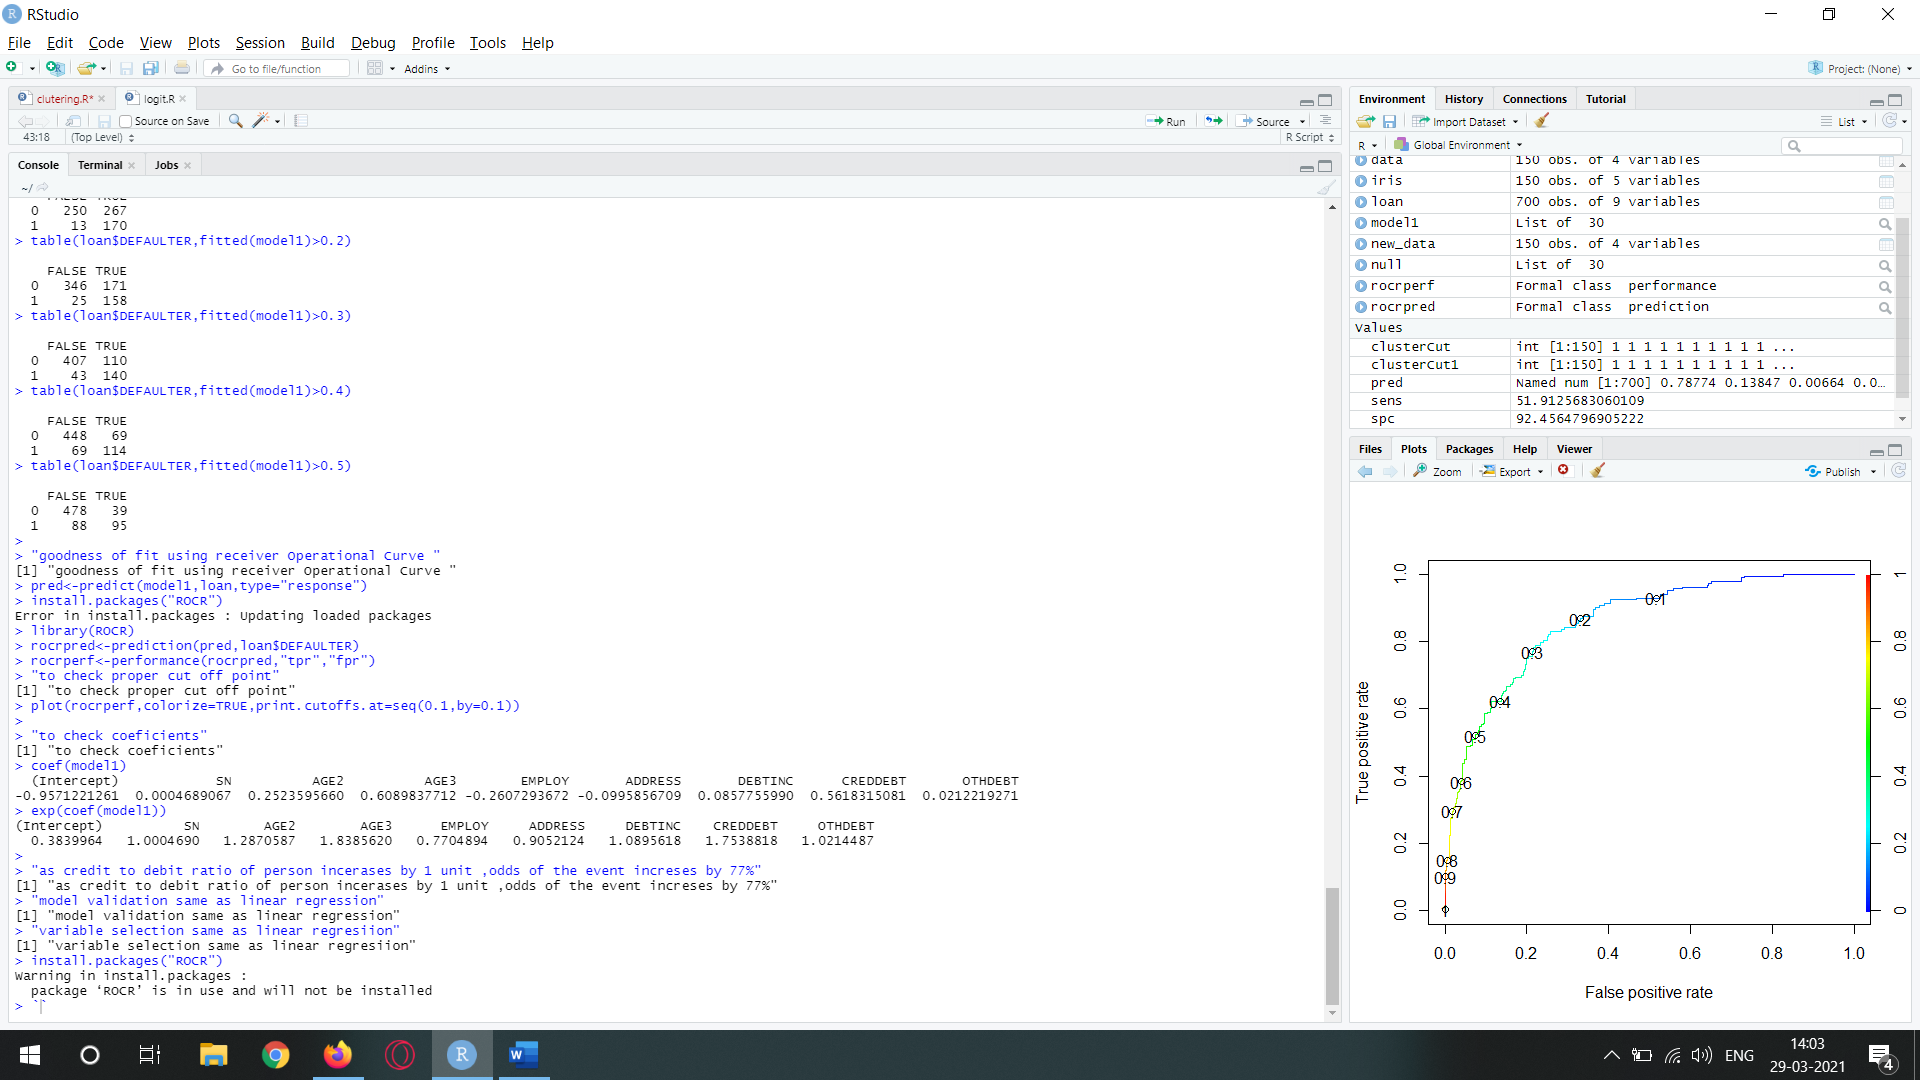 RStudio
File Edit Code View Plots Session Build Debug Profile Tools Help
Go to file/function Addins Project: (None)
clutering.R* logit.R
Source on Save Run Source
43:18 (Top Level) R Script
Console Terminal Jobs
~/
0 250 267
1 13 170
> table(loan$DEFAULTER,fitted(model1)>0.2)
FALSE TRUE
0 346 171
1 25 158
> table(loan$DEFAULTER,fitted(model1)>0.3)
FALSE TRUE
0 407 110
1 43 140
> table(loan$DEFAULTER,fitted(model1)>0.4)
FALSE TRUE
0 448 69
1 69 114
> table(loan$DEFAULTER,fitted(model1)>0.5)
FALSE TRUE
0 478 39
1 88 95
>
> "goodness of fit using receiver Operational Curve "
[1] "goodness of fit using receiver Operational Curve "
> pred<-predict(model1,loan,type="response")
> install.packages("ROCR")
Error in install.packages : Updating loaded packages
> library(ROCR)
> rocrpred<-prediction(pred,loan$DEFAULTER)
> rocrperf<-performance(rocrpred,"tpr","fpr")
> "to check proper cut off point"
[1] "to check proper cut off point"
> plot(rocrperf,colorize=TRUE,print.cutoffs.at=seq(0.1,by=0.1))
>
> "to check coeficients"
[1] "to check coeficients"
> coef(model1)
(Intercept) SN AGE2 AGE3 EMPLOY ADDRESS DEBTINC CREDDEBT OTHDEBT
-0.9571221261 0.0004689067 0.2523595660 0.6089837712 -0.2607293672 -0.0995856709 0.0857755990 0.5618315081 0.0212219271
> exp(coef(model1))
(Intercept) SN AGE2 AGE3 EMPLOY ADDRESS DEBTINC CREDDEBT OTHDEBT
0.3839964 1.0004690 1.2870587 1.8385620 0.7704894 0.9052124 1.0895618 1.7538818 1.0214487
>
> "as credit to debit ratio of person incerases by 1 unit ,odds of the event increses by 77%"
[1] "as credit to debit ratio of person incerases by 1 unit ,odds of the event increses by 77%"
> "model validation same as linear regression"
[1] "model validation same as linear regression"
> "variable selection same as linear regresiion"
[1] "variable selection same as linear regresiion"
> install.packages("ROCR")
Warning in install.packages :
package ‘ROCR’ is in use and will not be installed
> ``
Environment History Connections Tutorial
Import Dataset List
R Global Environment
data 150 obs. of 4 variables
iris 150 obs. of 5 variables
loan 700 obs. of 9 variables
model1 List of 30
new_data 150 obs. of 4 variables
null List of 30
rocrperf Formal class performance
rocrpred Formal class prediction
Values
clusterCut int [1:150] 1 1 1 1 1 1 1 1 1 1 ...
clusterCut1 int [1:150] 1 1 1 1 1 1 1 1 1 1 ...
pred Named num [1:700] 0.78774 0.13847 0.00664 0.0…
sens 51.9125683060109
spc 92.4564796905222
Files Plots Packages Help Viewer
Zoom Export Publish
True positive rate
0.0 0.2 0.4 0.6 0.8 1.0
0.1
0.2
0.3
0.4
0.5
0.6
0.7
0.8
0.9
1
0 0.2 0.4 0.6 0.8 1
0.0 0.2 0.4 0.6 0.8 1.0
False positive rate
ENG
14:03
29-03-2021
4